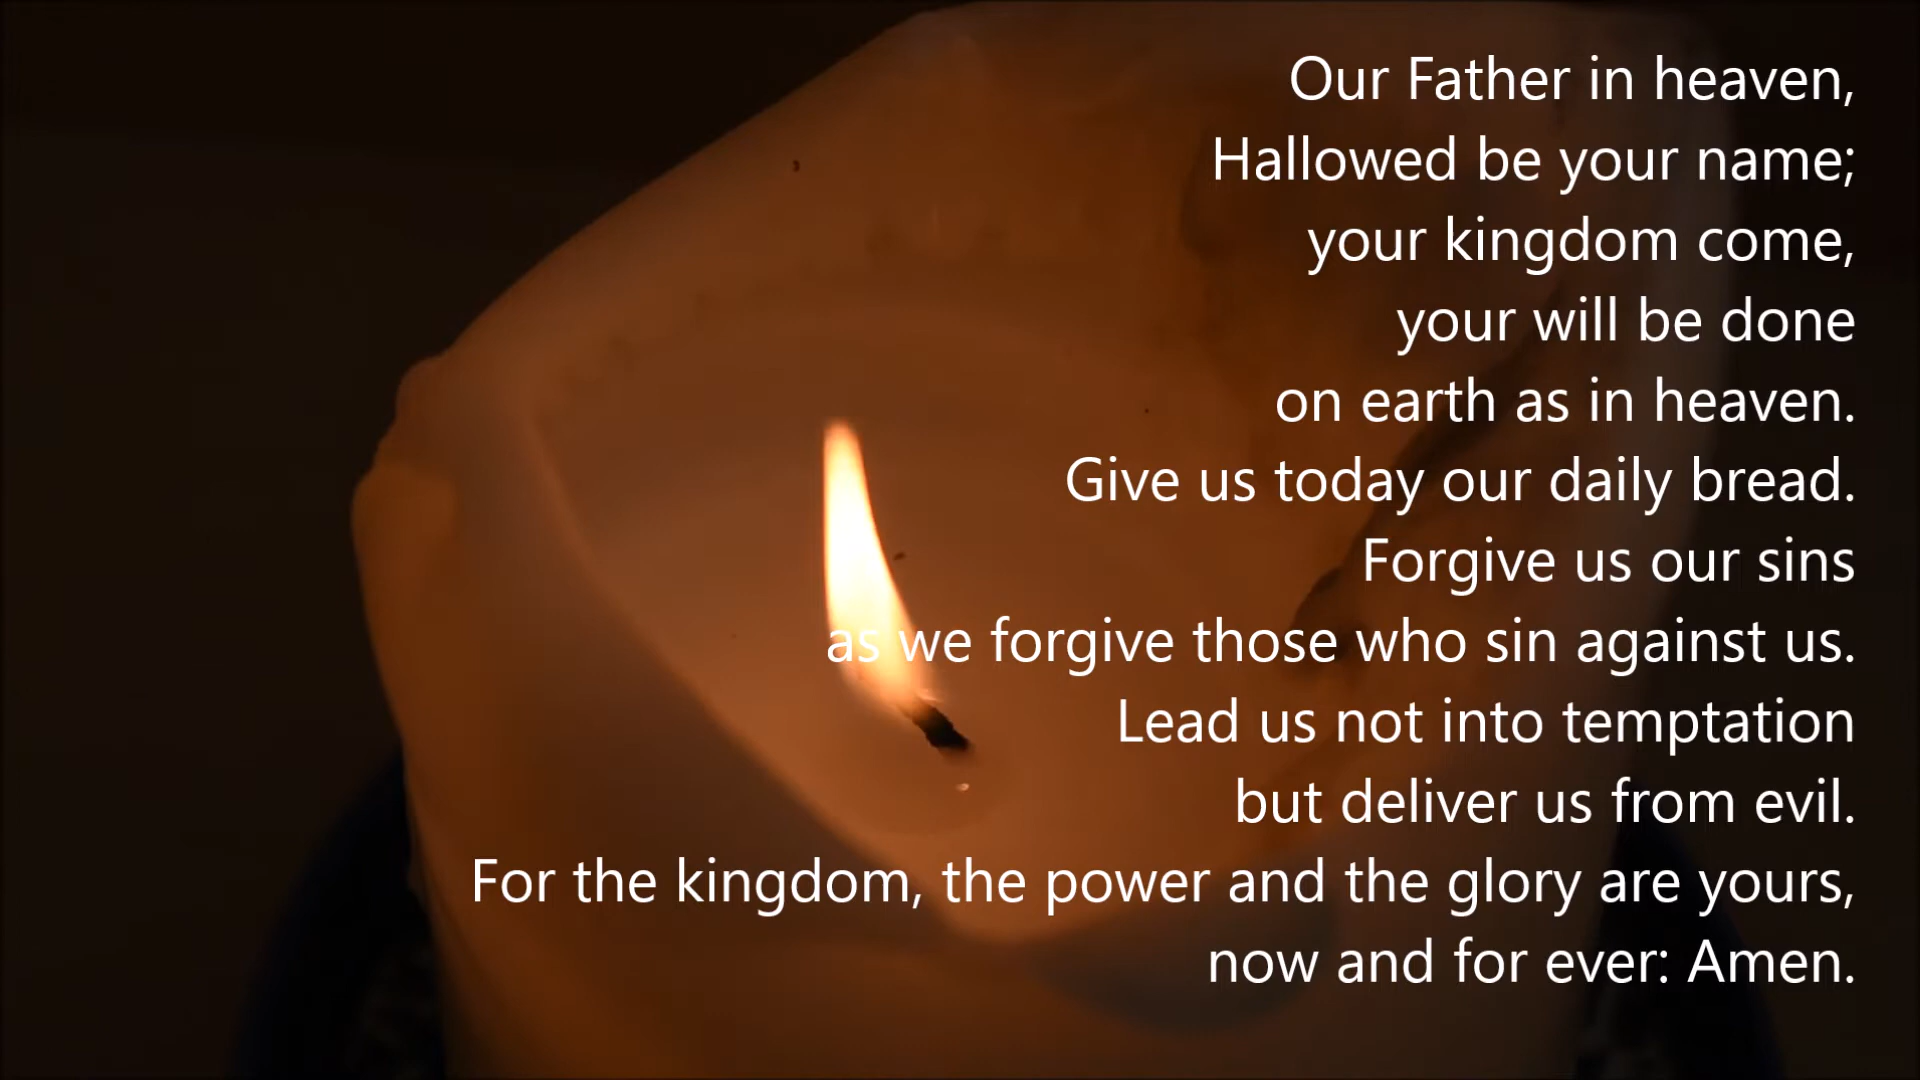 Our Father in heaven,
Hallowed be your name;
your kingdom come,
your will be done
on earth as in heaven.
Give us today our daily bread.
Forgive us our sins
as we forgive those who sin against us.
Lead us not into temptation
but deliver us from evil.
For the kingdom, the power and the glory are yours,
now and for ever: Amen.